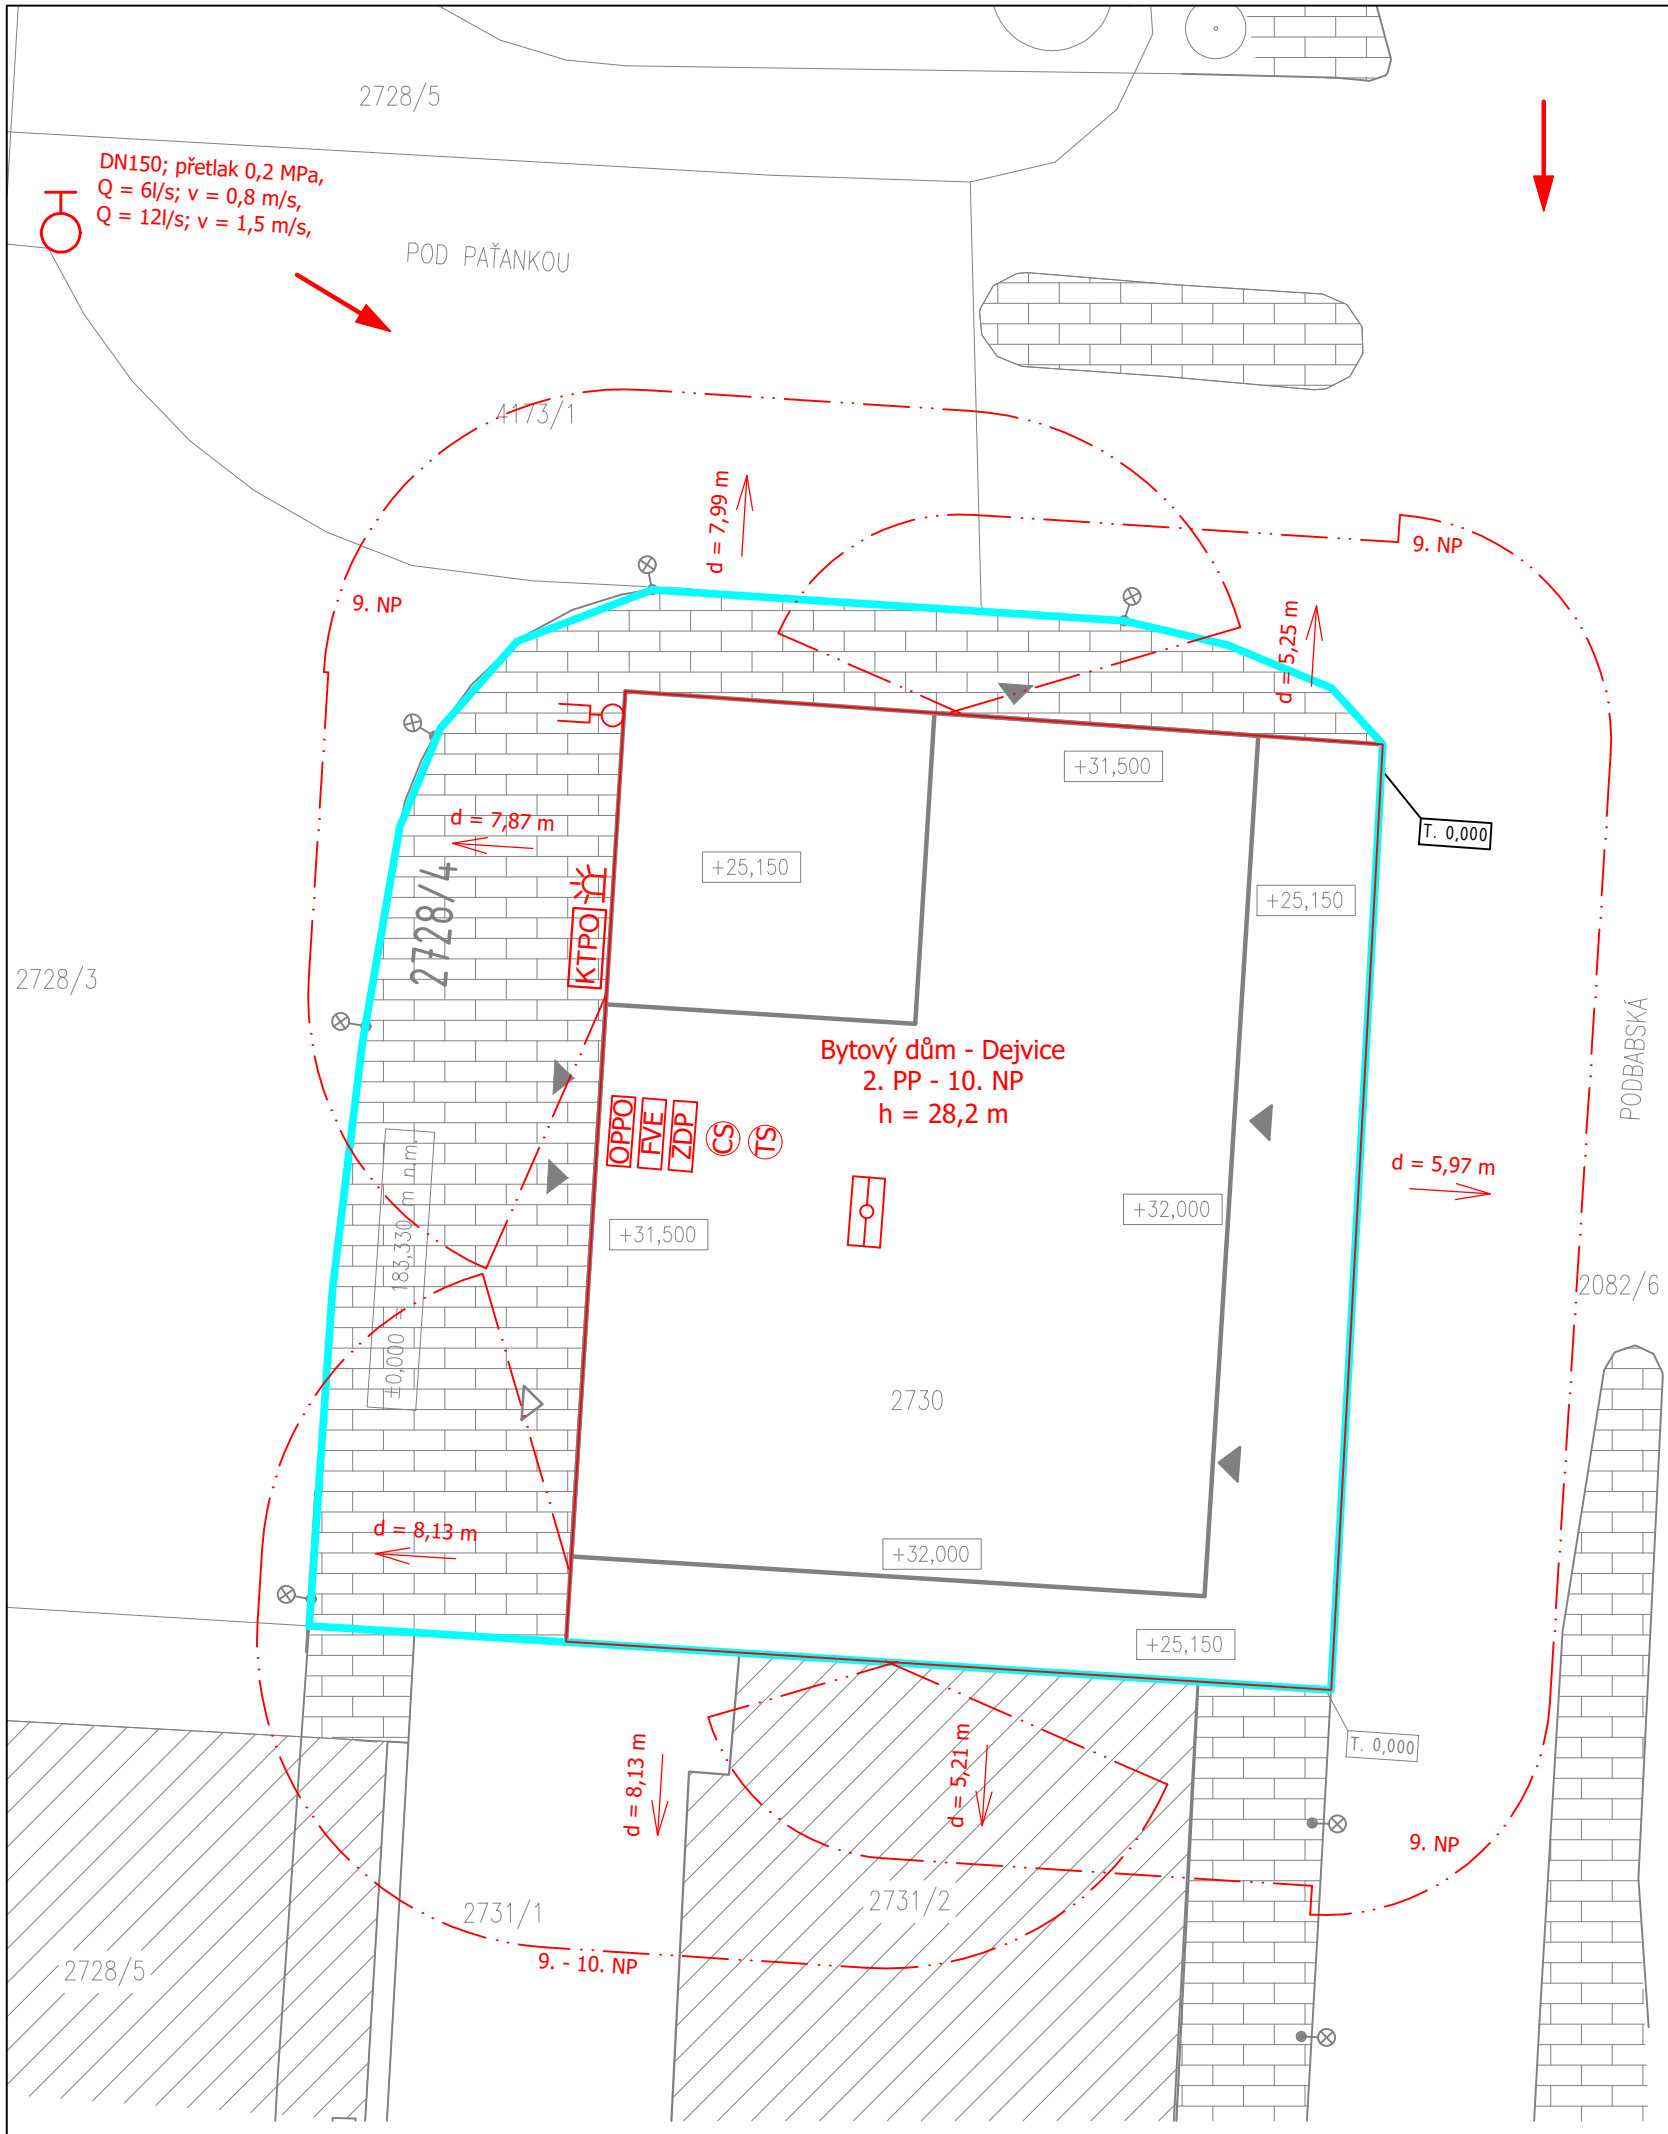 2728/5
DN150; přetlak 0,2 MPa,
Q = 6l/s; v = 0,8 m/s,
Q = 12l/s; v = 1,5 m/s,
POD PAŤANKOU
4173/1
d = 7,99 m
9. NP
9. NP
d = 5,25 m
+31,500
d = 7,87 m
T. 0,000
+25,150
+25,150
2728/4
KTPO
2728/3
PODBABSKÁ
Bytový dům - Dejvice
2. PP - 10. NP
h = 28,2 m
OPPO
FVE
ZDP
CS
TS
d = 5,97 m
+32,000
+31,500
±0,000 = 183,330 m n.m.
2082/6
2730
d = 8,13 m
+32,000
+25,150
T. 0,000
d = 8,13 m
d = 5,21 m
9. NP
2731/2
2731/1
9. - 10. NP
2728/5